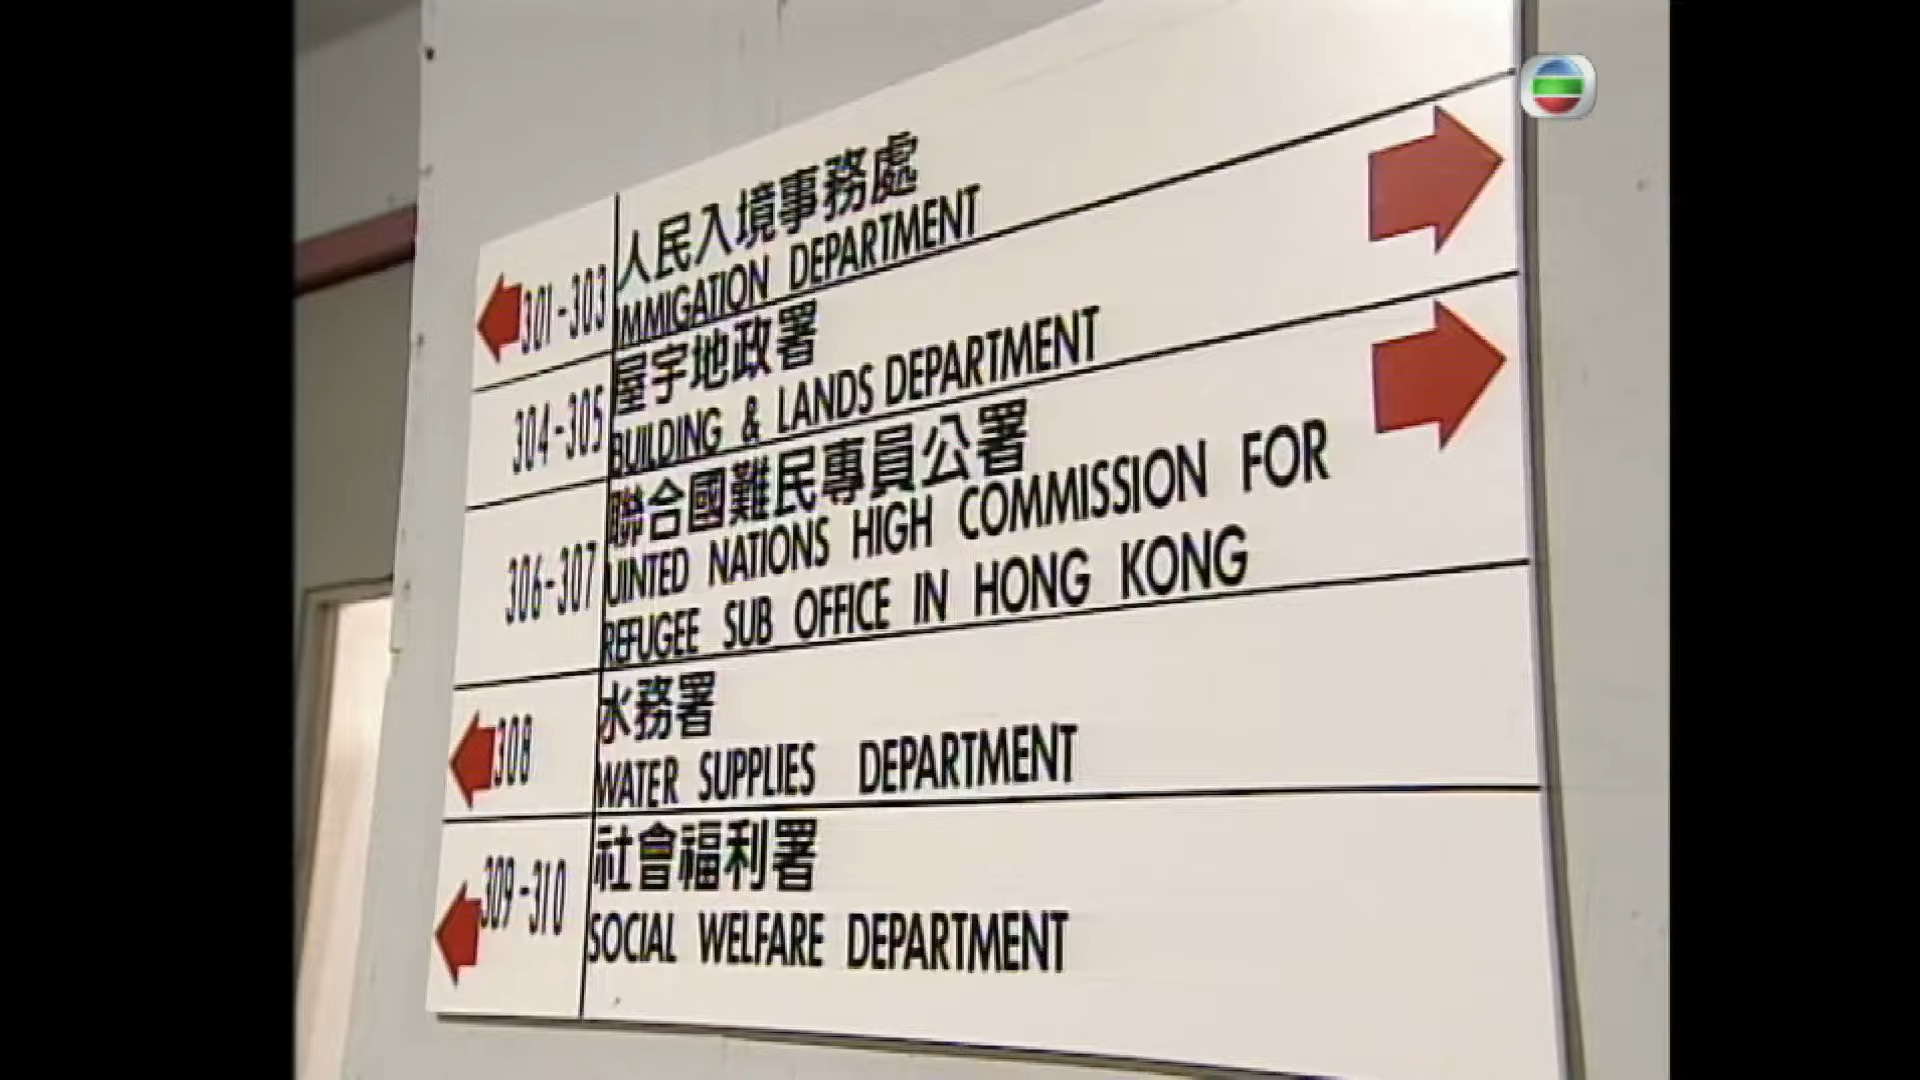 301-303
人民入境事務處
IMMIGATION DEPARTMENT
304-305
屋宇地政署
BUILDING & LANDS DEPARTMENT
306-307
聯合國難民專員公署
UINTED NATIONS HIGH COMMISSION FOR
REFUGEE SUB OFFICE IN HONG KONG
308
水務署
WATER SUPPLIES DEPARTMENT
309-310
社會福利署
SOCIAL WELFARE DEPARTMENT